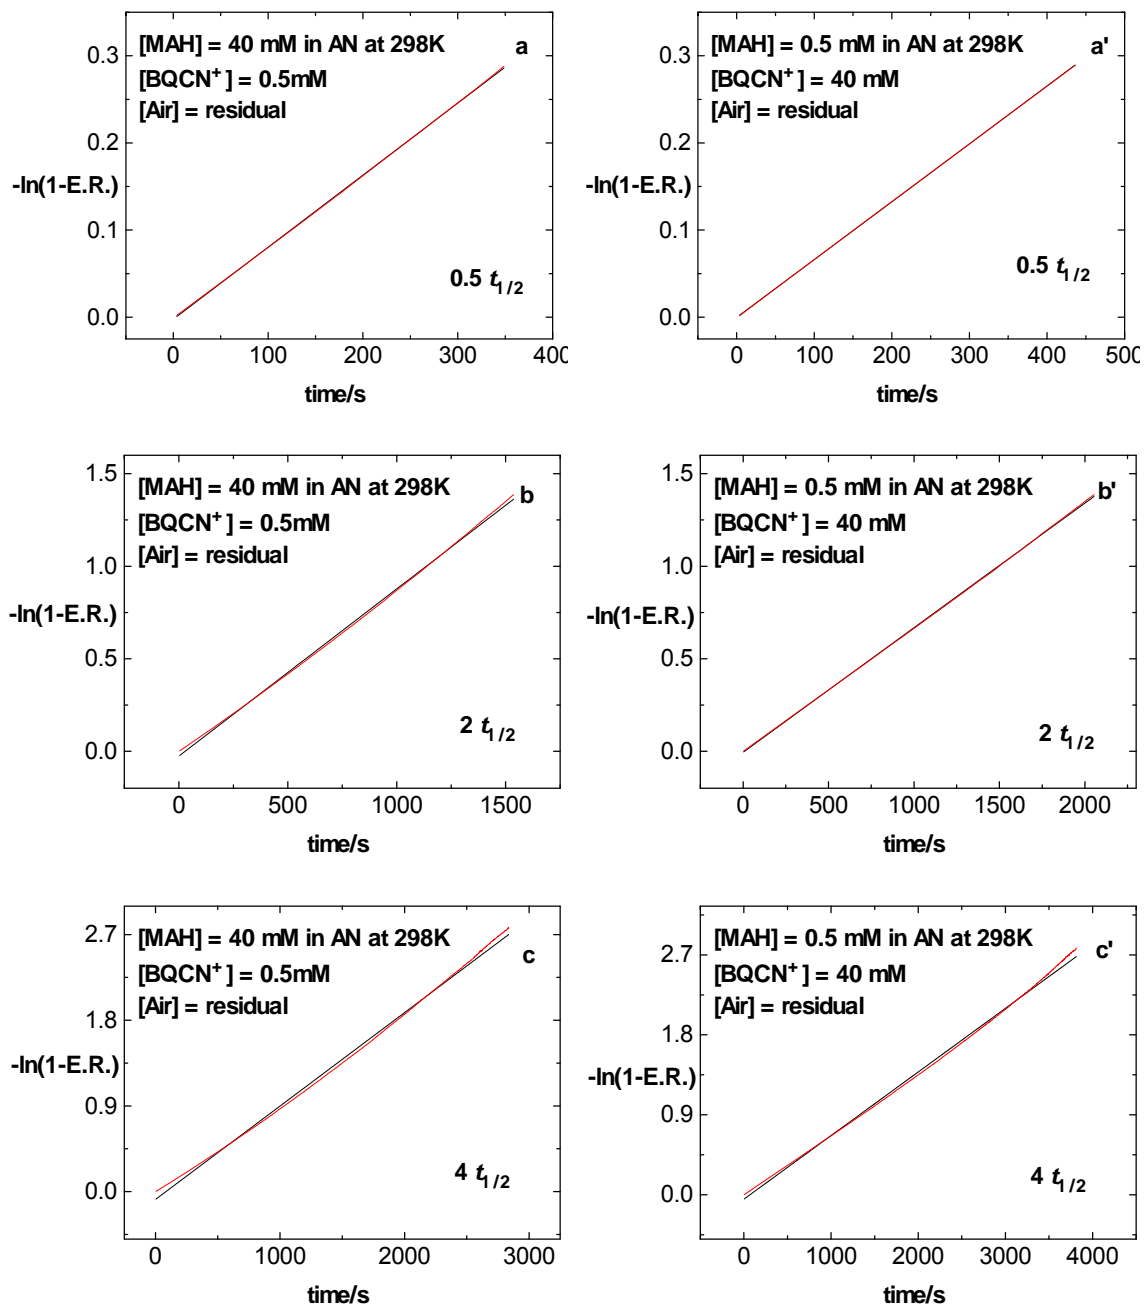 [MAH] = 40 mM in AN at 298K
a
[BQCN+] = 0.5mM
[Air] = residual
0.3
0.2
0.1
0.0
-ln(1-E.R.)
0.5 t1/2
0 100 200 300 400
time/s
[MAH] = 0.5 mM in AN at 298K
a'
[BQCN+] = 40 mM
[Air] = residual
0.3
0.2
0.1
0.0
-ln(1-E.R.)
0.5 t1/2
0 100 200 300 400 500
time/s
[MAH] = 40 mM in AN at 298K
b
[BQCN+] = 0.5mM
[Air] = residual
1.5
1.0
0.5
0.0
-ln(1-E.R.)
2 t1/2
0 500 1000 1500
time/s
[MAH] = 0.5 mM in AN at 298K
b'
[BQCN+] = 40 mM
[Air] = residual
1.5
1.0
0.5
0.0
-ln(1-E.R.)
2 t1/2
0 500 1000 1500 2000
time/s
[MAH] = 40 mM in AN at 298K
c
[BQCN+] = 0.5mM
[Air] = residual
2.7
1.8
0.9
0.0
-ln(1-E.R.)
4 t1/2
0 1000 2000 3000
time/s
[MAH] = 0.5 mM in AN at 298K
c'
[BQCN+] = 40 mM
[Air] = residual
2.7
1.8
0.9
0.0
-ln(1-E.R.)
4 t1/2
0 1000 2000 3000 4000
time/s